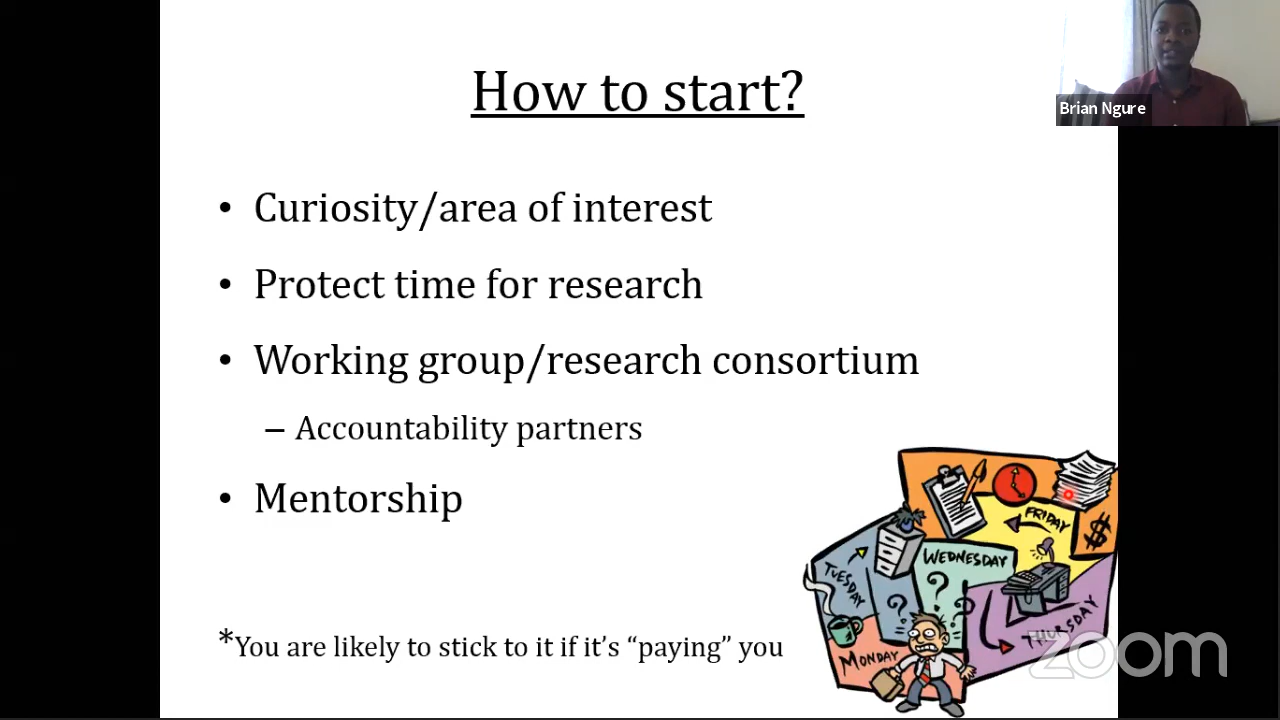 How to start?
Brian Ngure
• Curiosity/area of interest
• Protect time for research
• Working group/research consortium
– Accountability partners
• Mentorship
*You are likely to stick to it if it’s “paying” you
FRIDAY
$
WEDNESDAY
TUESDAY
?
?
?
THURSDAY
MONDAY
zoom